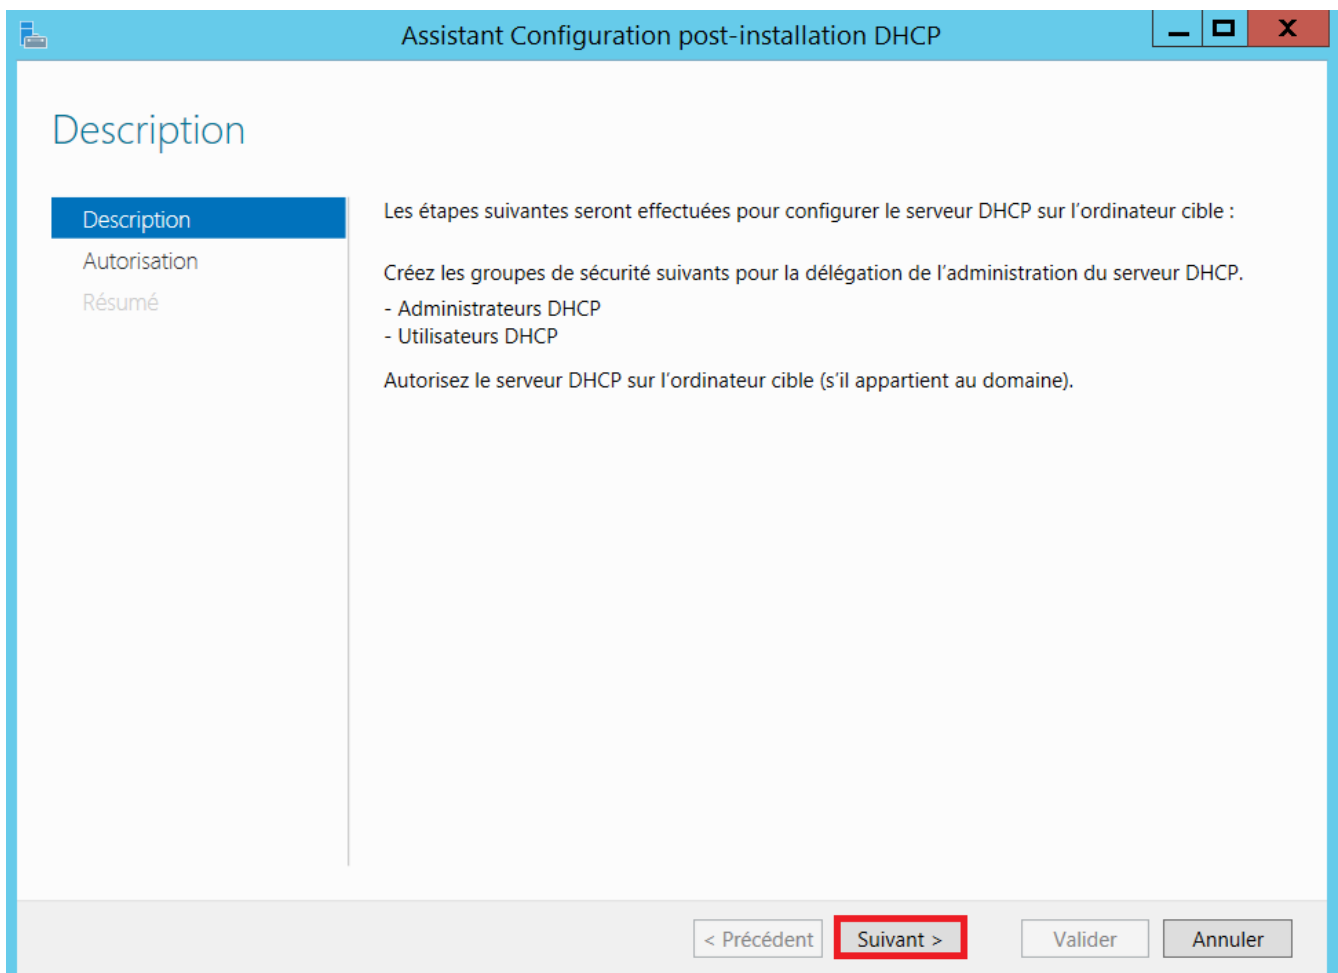 Assistant Configuration post-installation DHCP
Description
Description
Autorisation
Résumé
Les étapes suivantes seront effectuées pour configurer le serveur DHCP sur l'ordinateur cible :
Créez les groupes de sécurité suivants pour la délégation de l'administration du serveur DHCP.
- Administrateurs DHCP
- Utilisateurs DHCP
Autorisez le serveur DHCP sur l'ordinateur cible (s'il appartient au domaine).
< Précédent Suivant > Valider Annuler